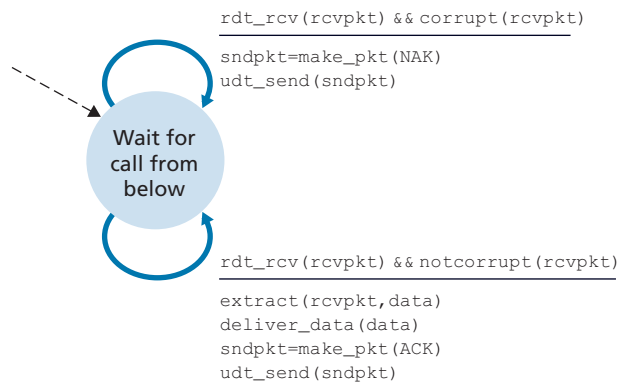 rdt_rcv(rcvpkt) && corrupt(rcvpkt)
sndpkt=make_pkt(NAK)
udt_send(sndpkt)
Wait for
call from
below
rdt_rcv(rcvpkt) && notcorrupt(rcvpkt)
extract(rcvpkt,data)
deliver_data(data)
sndpkt=make_pkt(ACK)
udt_send(sndpkt)